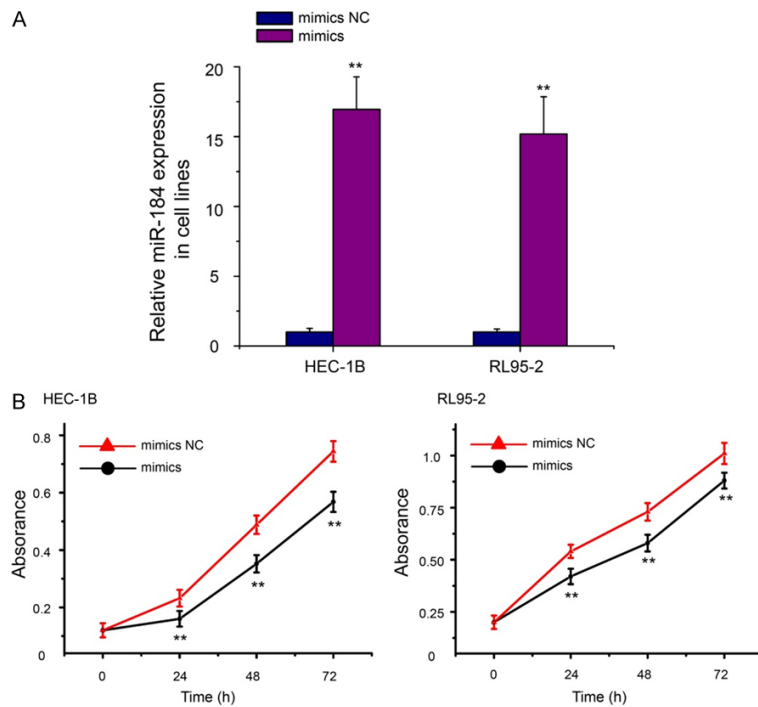 A
mimics NC
mimics
**
**
20
15
10
5
0
Relative miR-184 expression
in cell lines
HEC-1B
RL95-2
B
HEC-1B
mimics NC
mimics
0.8
0.6
0.4
0.2
0
Absorance
**
**
**
0
24
48
72
Time (h)
RL95-2
mimics NC
mimics
1.0
0.75
0.50
0.25
0
Absorance
**
**
**
0
24
48
72
Time (h)